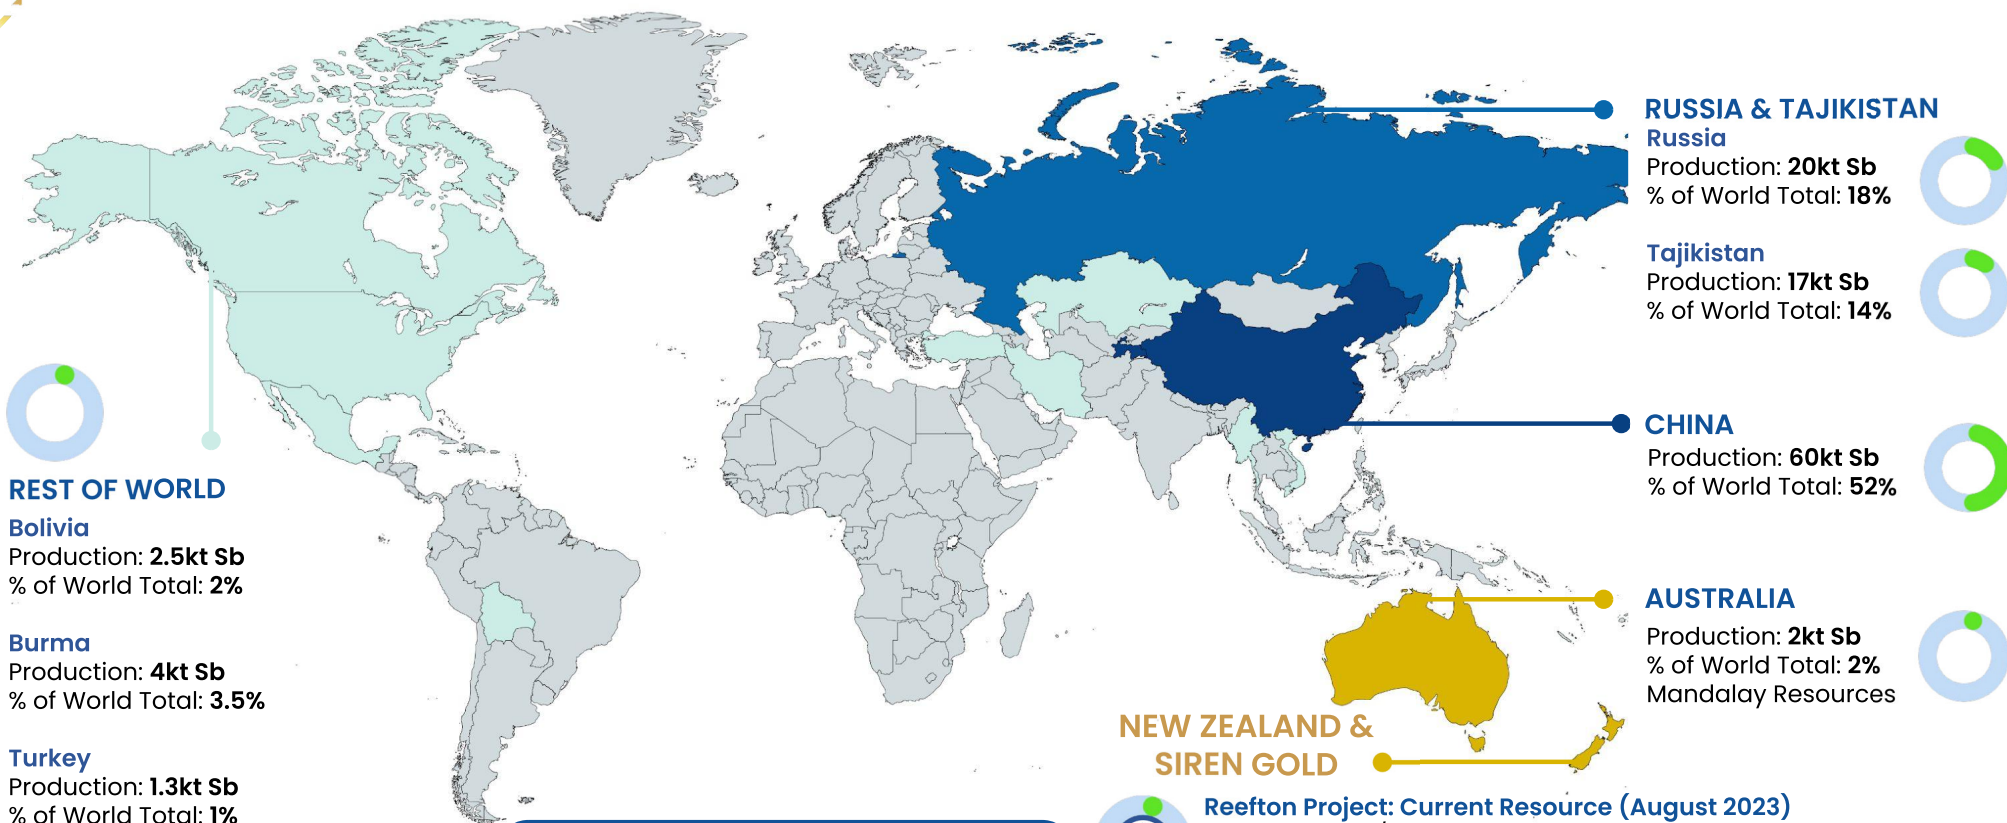 RUSSIA & TAJIKISTAN
Russia
Production: 20kt Sb
% of World Total: 18%
Tajikistan
Production: 17kt Sb
% of World Total: 14%
CHINA
Production: 60kt Sb
% of World Total: 52%
AUSTRALIA
Production: 2kt Sb
% of World Total: 2%
Mandalay Resources
REST OF WORLD
Bolivia
Production: 2.5kt Sb
% of World Total: 2%
Burma
Production: 4kt Sb
% of World Total: 3.5%
Turkey
Production: 1.3kt Sb
% of World Total: 1%
NEW ZEALAND &
SIREN GOLD
Reefton Project: Current Resource (August 2023)